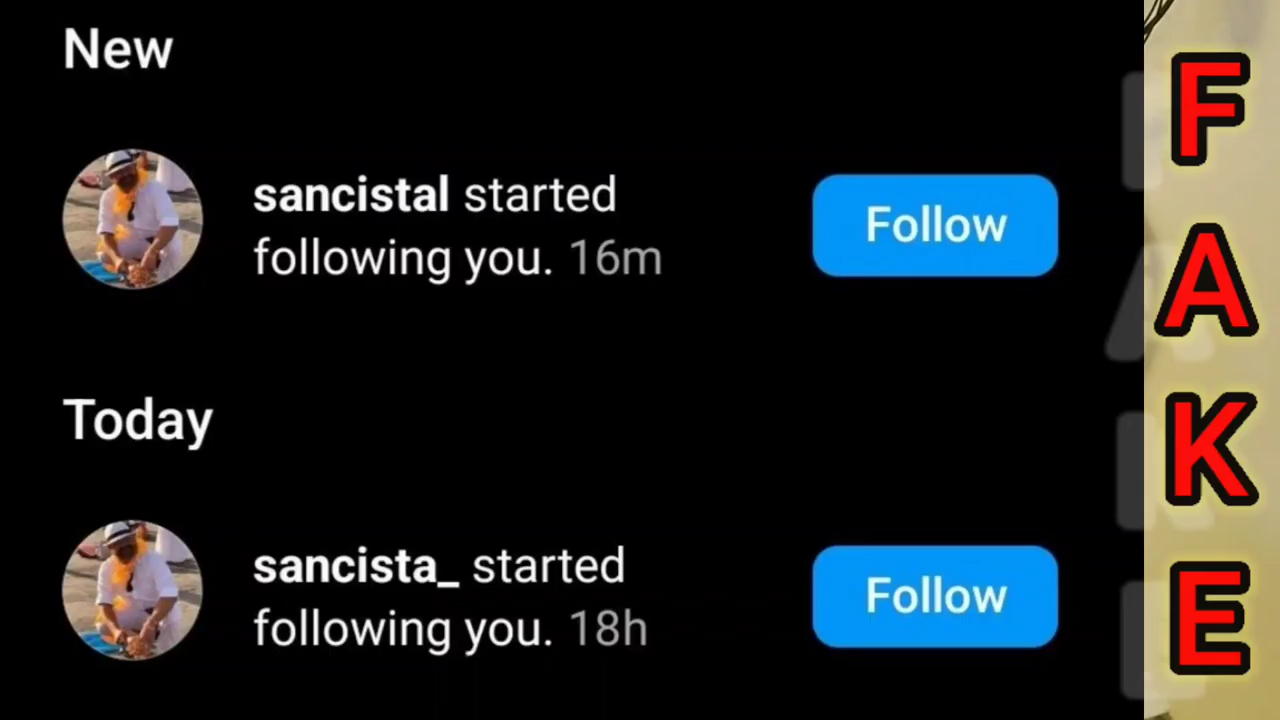 New
sancistal started
following you. 16m
Follow
Today
sancista_ started
following you. 18h
Follow
F
A
K
E